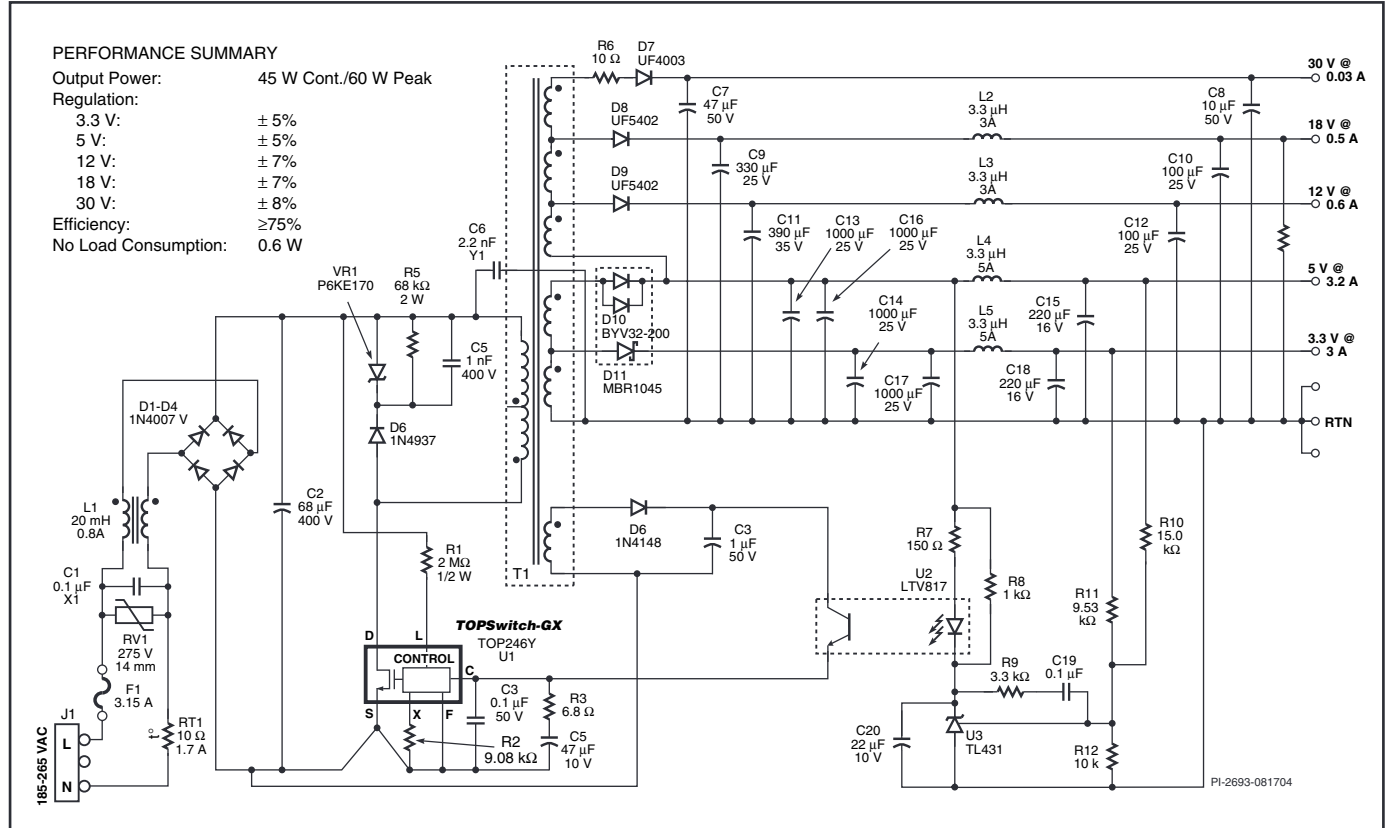 PERFORMANCE SUMMARY
Output Power: 45 W Cont./60 W Peak
Regulation:
3.3 V: ± 5%
5 V: ± 5%
12 V: ± 7%
18 V: ± 7%
30 V: ± 8%
Efficiency: ≥75%
No Load Consumption: 0.6 W
R6
10 Ω
D7
UF4003
C7
47 µF
50 V
C8
10 µF
50 V
30 V @
0.03 A
D8
UF5402
L2
3.3 µH
3A
18 V @
0.5 A
C9
330 µF
25 V
C10
100 µF
25 V
D9
UF5402
L3
3.3 µH
3A
12 V @
0.6 A
C11
390 µF
35 V
C13
1000 µF
25 V
C16
1000 µF
25 V
C12
100 µF
25 V
L4
3.3 µH
5A
5 V @
3.2 A
D10
BYV32-200
C14
1000 µF
25 V
C15
220 µF
16 V
L5
3.3 µH
5A
3.3 V @
3 A
D11
MBR1045
C17
1000 µF
25 V
C18
220 µF
16 V
RTN
C6
2.2 nF
Y1
VR1
P6KE170
R5
68 kΩ
2 W
C5
1 nF
400 V
D6
1N4937
D1-D4
1N4007 V
C2
68 µF
400 V
L1
20 mH
0.8A
C1
0.1 µF
X1
RV1
275 V
14 mm
F1
3.15 A
J1
L
N
185-265 VAC
t°
RT1
10 Ω
1.7 A
R1
2 MΩ
1/2 W
T1
D6
1N4148
C3
1 µF
50 V
TOPSwitch-GX
TOP246Y
U1
D
L
CONTROL
C
S
X
F
R2
9.08 kΩ
C3
0.1 µF
50 V
R3
6.8 Ω
C5
47 µF
10 V
U2
LTV817
R7
150 Ω
R8
1 kΩ
R9
3.3 kΩ
C19
0.1 µF
R10
15.0
kΩ
R11
9.53
kΩ
R12
10 k
C20
22 µF
10 V
U3
TL431
PI-2693-081704